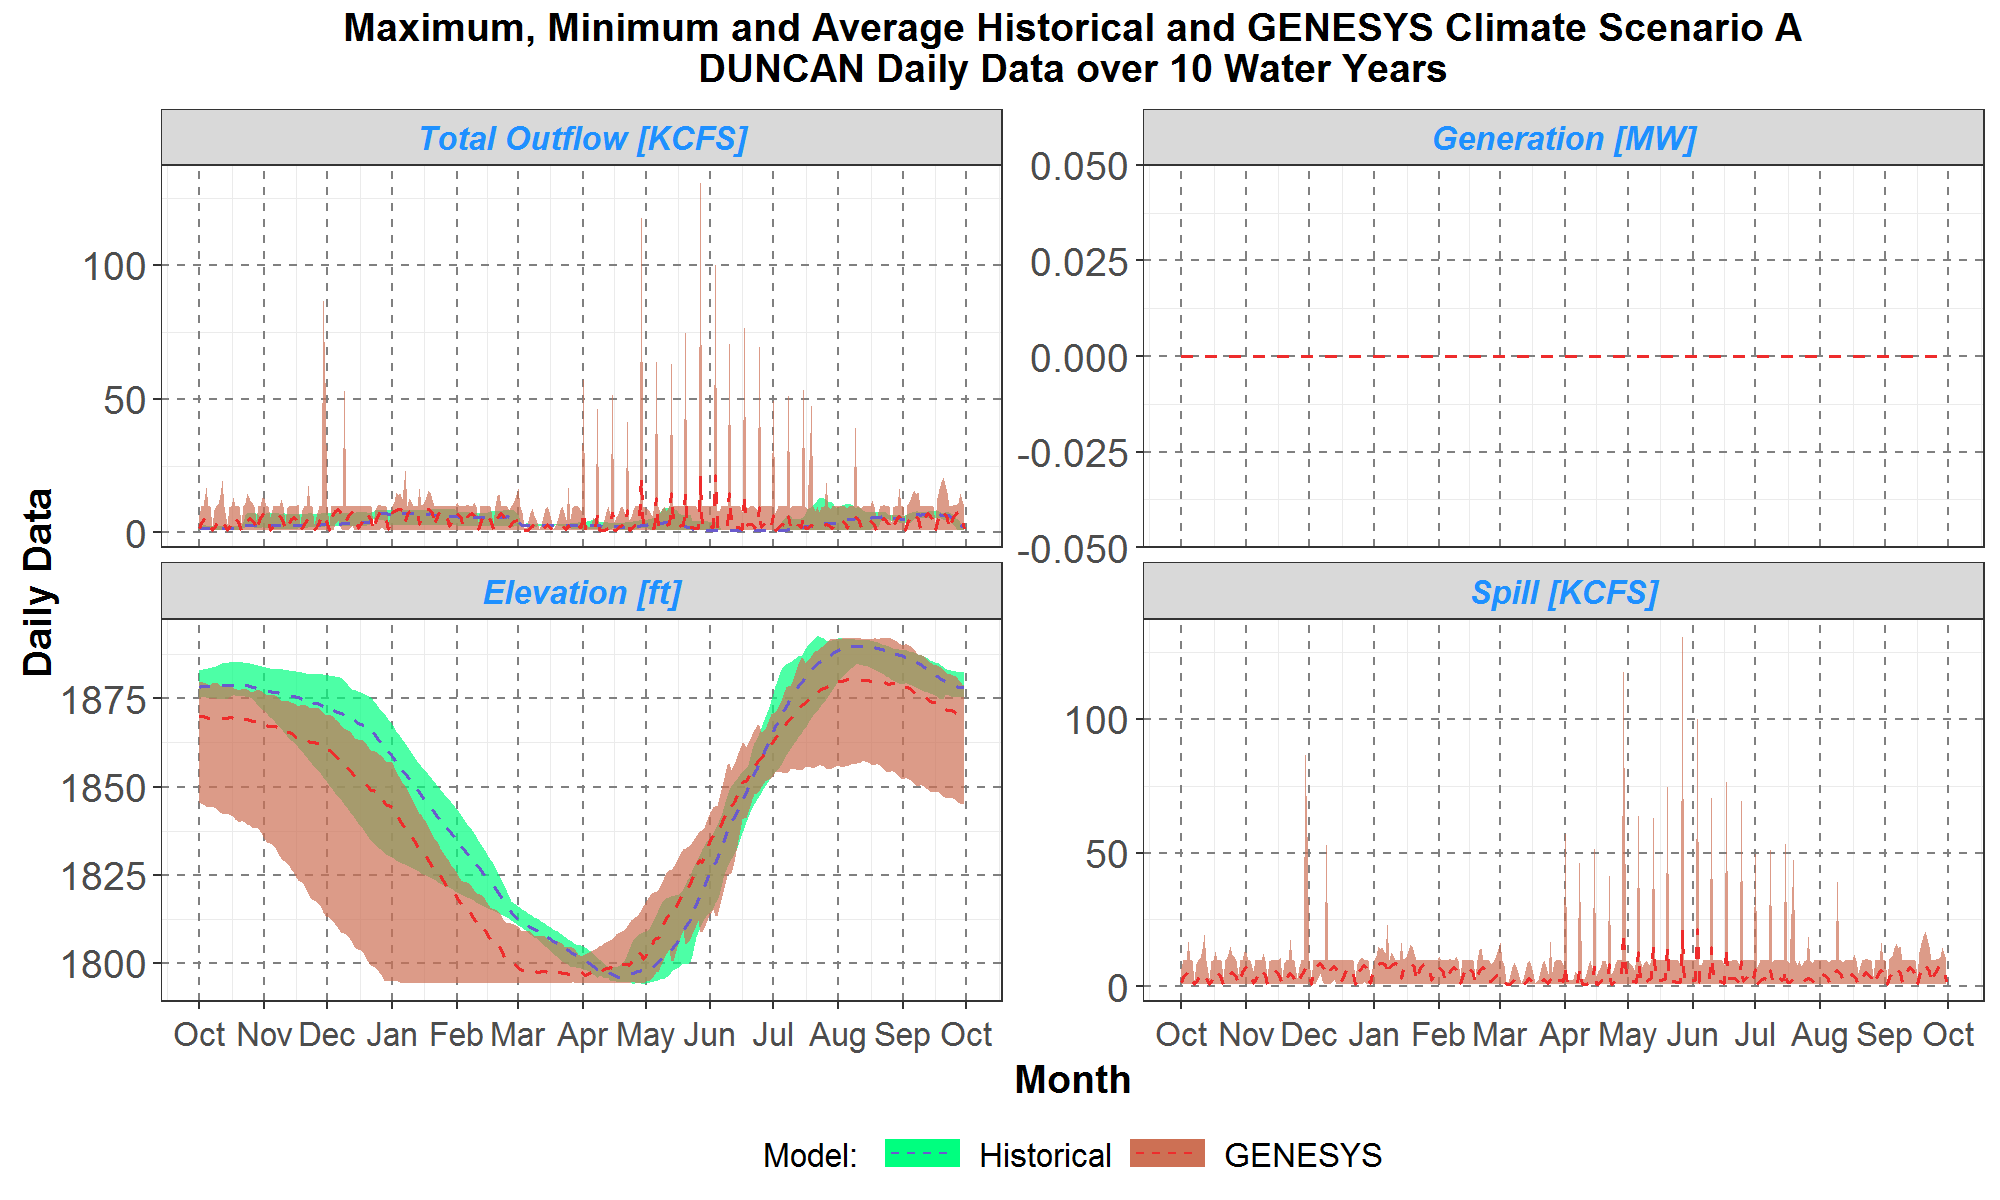 Maximum, Minimum and Average Historical and GENESYS Climate Scenario A
DUNCAN Daily Data over 10 Water Years
Total Outflow [KCFS]
100
50
0
Generation [MW]
0.050
0.025
0.000
-0.025
-0.050
Daily Data
Elevation [ft]
1875
1850
1825
1800
Oct Nov Dec Jan Feb Mar Apr May Jun Jul Aug Sep Oct
Spill [KCFS]
100
50
0
Oct Nov Dec Jan Feb Mar Apr May Jun Jul Aug Sep Oct
Month
Model: Historical GENESYS